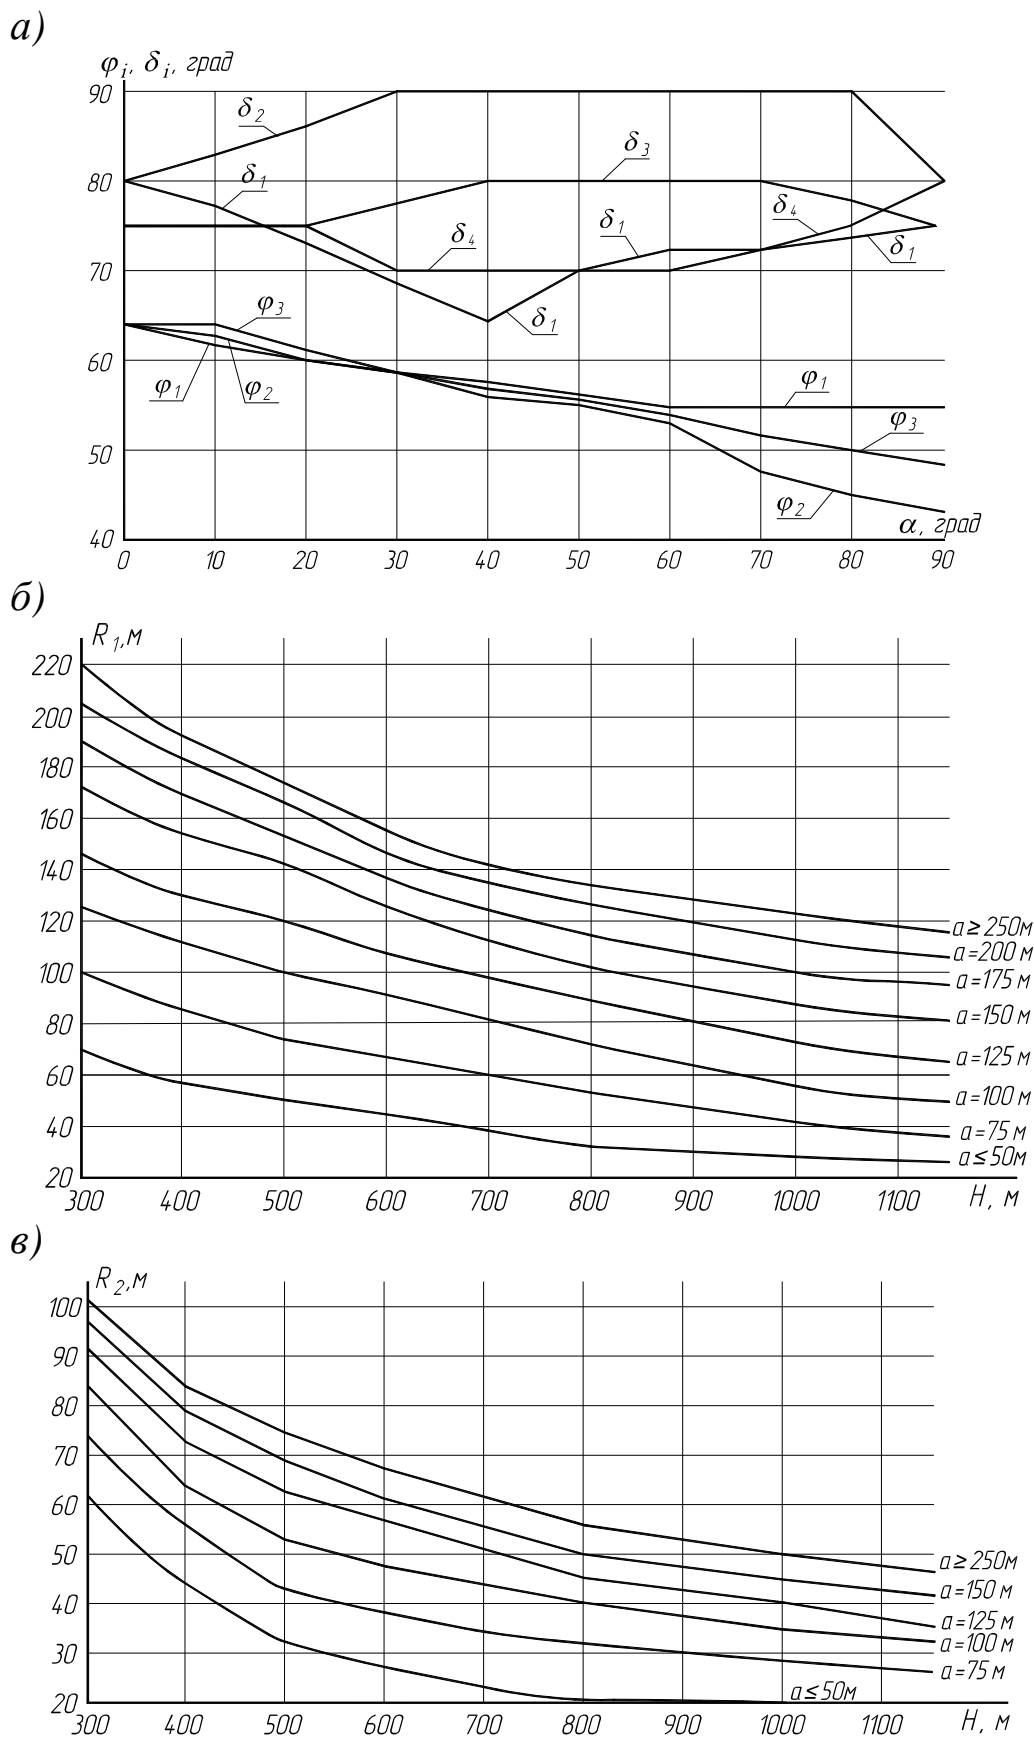 а)
φi, δi, град
90
δ2
δ3
80
δ1
δ4
δ1
δ4
δ1
70
φ3
δ1
60
φ1
φ2
φ1
φ3
50
φ2
α, град
40
0 10 20 30 40 50 60 70 80 90
б)
R1, м
220
200
180
160
140
120
a ≥ 250м
a=200 м
100
a=175 м
80
a=150 м
a=125 м
60
a=100 м
40
a=75 м
a ≤ 50м
20
300 400 500 600 700 800 900 1000 1100 H, м
в)
R2, м
100
90
80
70
60
50
a ≥ 250м
a=150 м
40
a=125 м
a=100 м
30
a=75 м
a ≤ 50м
20
300 400 500 600 700 800 900 1000 1100 H, м